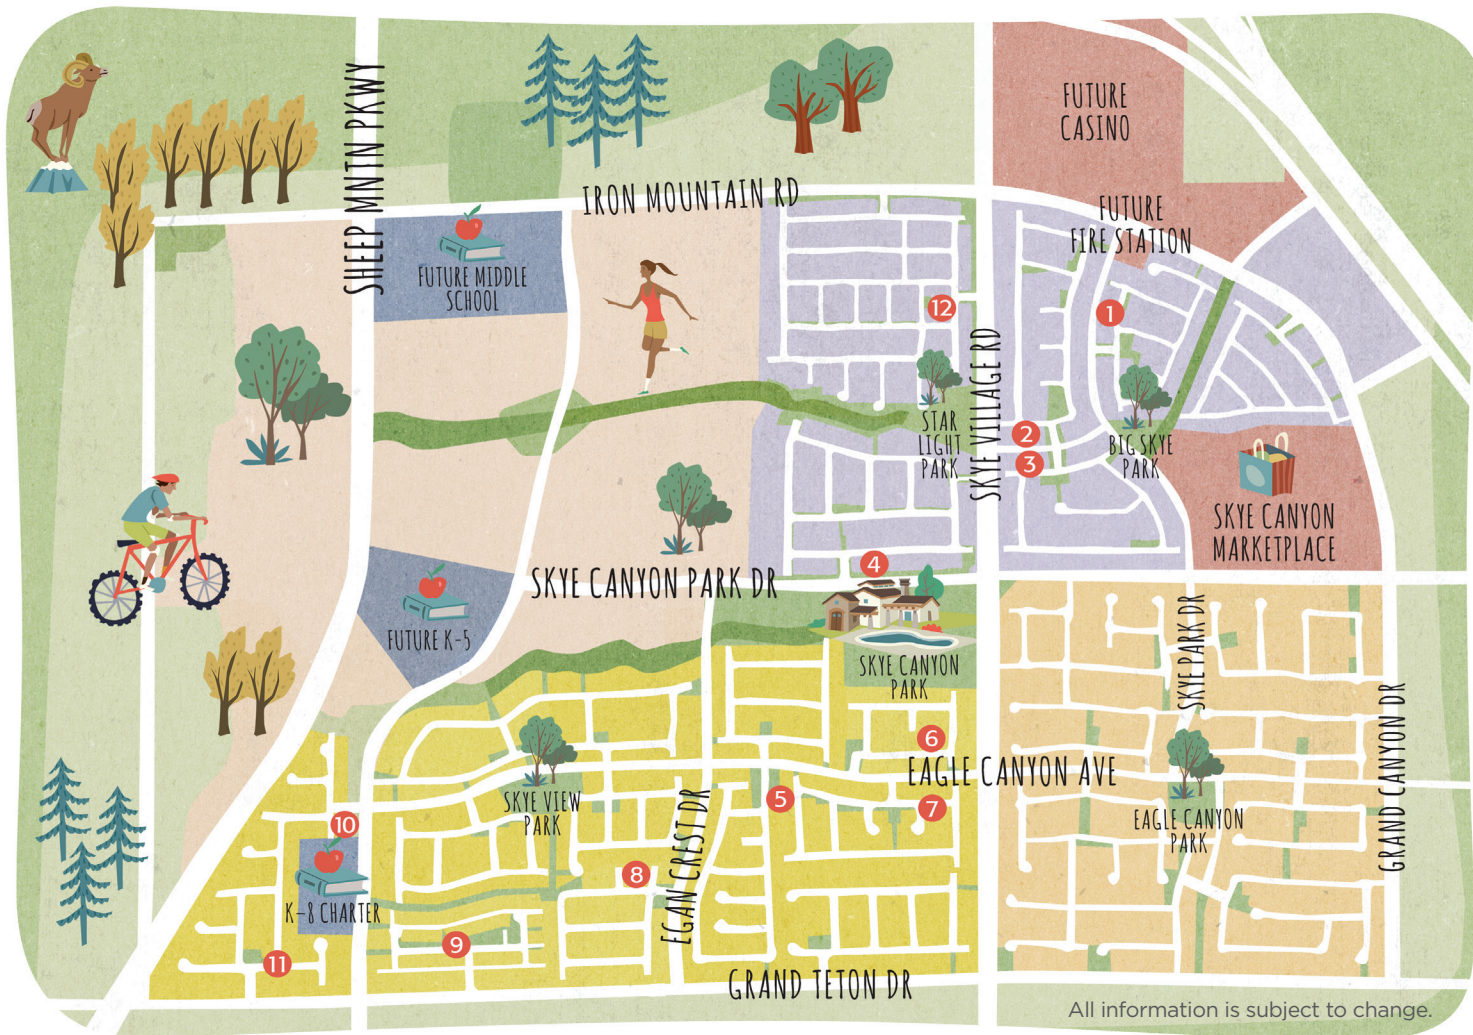 SHEEP MNTN PKWY
FUTURE
CASINO
IRON MOUNTAIN RD
FUTURE
FIRE STATION
FUTURE MIDDLE
SCHOOL
12
1
SKYE VILLAGE RD
STAR
LIGHT
PARK
2
3
BIG SKYE
PARK
SKYE CANYON
MARKETPLACE
4
SKYE CANYON PARK DR
FUTURE K-5
SKYE CANYON
PARK
SKYE PARK DR
GRAND CANYON DR
6
EAGLE CANYON AVE
5
7
SKYE VIEW
PARK
EGAN CREST DR
EAGLE CANYON
PARK
10
8
K-8 CHARTER
9
11
GRAND TETON DR
All information is subject to change.